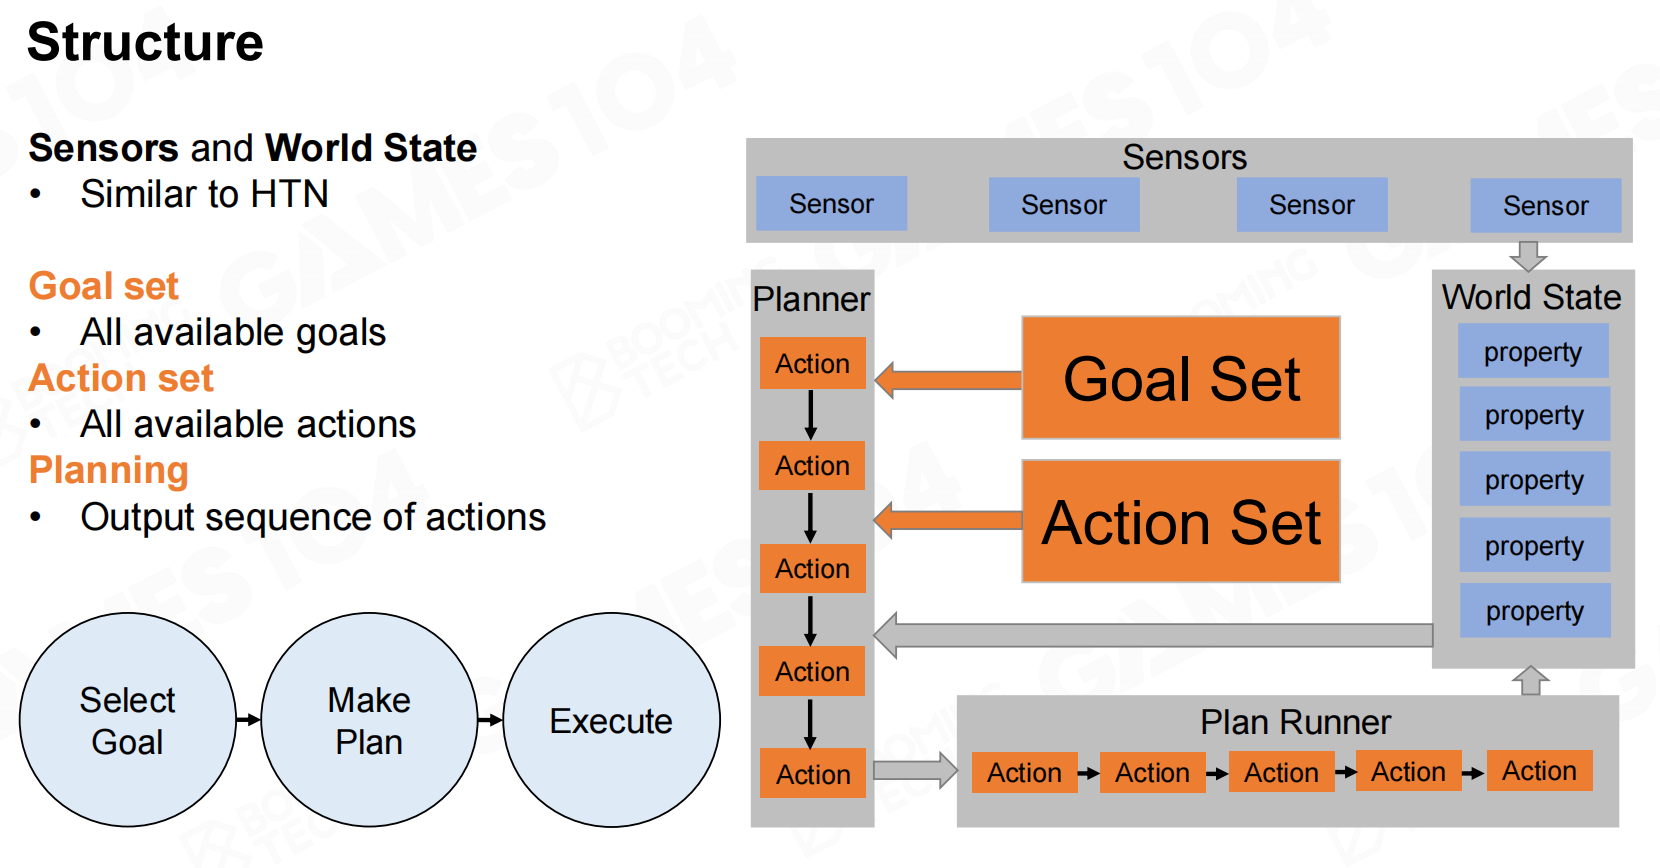 Structure
Sensors and World State
• Similar to HTN
Goal set
• All available goals
Action set
• All available actions
Planning
• Output sequence of actions
Select
Goal
Make
Plan
Execute
Sensors
Sensor
Sensor
Sensor
Sensor
Planner
Action
Action
Action
Action
Action
Goal Set
Action Set
World State
property
property
property
property
property
Plan Runner
Action
Action
Action
Action
Action
GAMES104
BOOMING
TECH